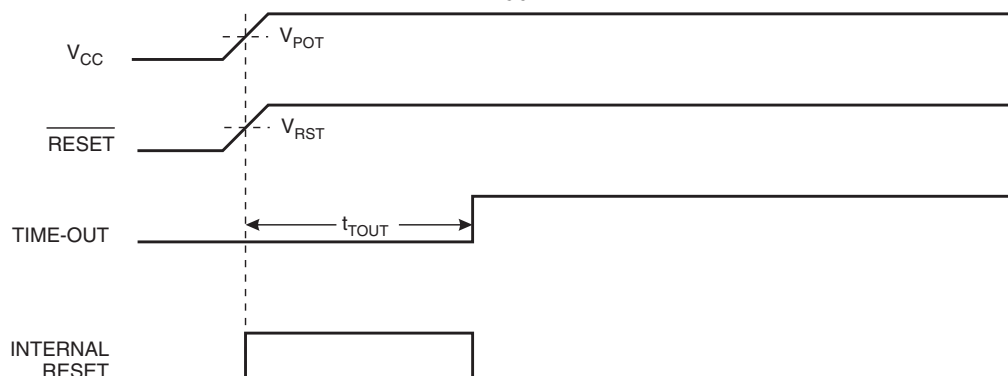 V_CC
V_POT
RESET
V_RST
TIME-OUT
t_TOUT
INTERNAL
RESET